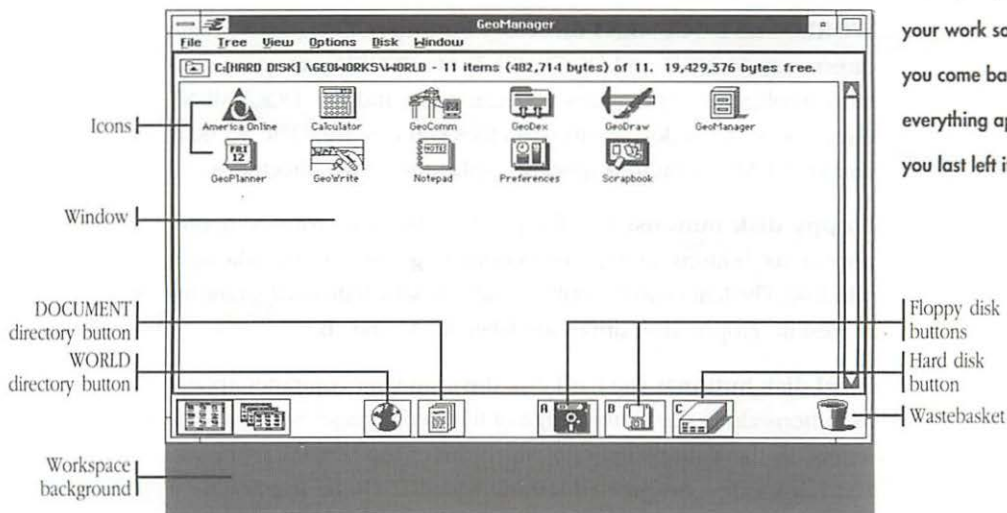 GeoManager
File Tree View Options Disk Window
C:[HARD DISK] \GEOWORKS\WORLD - 11 items (482,714 bytes) of 11. 19,429,376 bytes free.
America Online Calculator GeoComm GeoDex GeoDraw GeoManager
FRI
12
NOTE
GeoPlanner GeoWrite Notepad Preferences Scrapbook
Icons
Window
DOCUMENT
directory button
WORLD
directory button
A B C
Workspace
background
Floppy disk
buttons
Hard disk
button
Wastebasket
your work so
you come ba
everything ap
you last left i